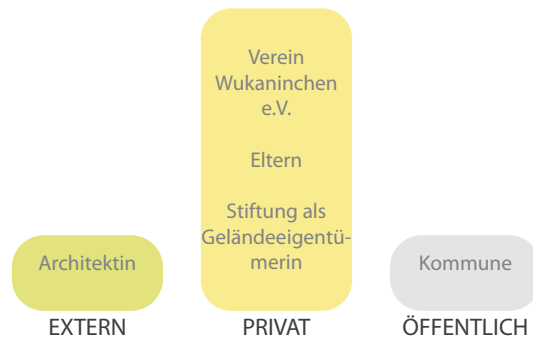 Verein
Wukaninchen
e.V.
Eltern
Stiftung als
Geländeeigentü-
merin
Architektin
Kommune
EXTERN
PRIVAT
ÖFFENTLICH